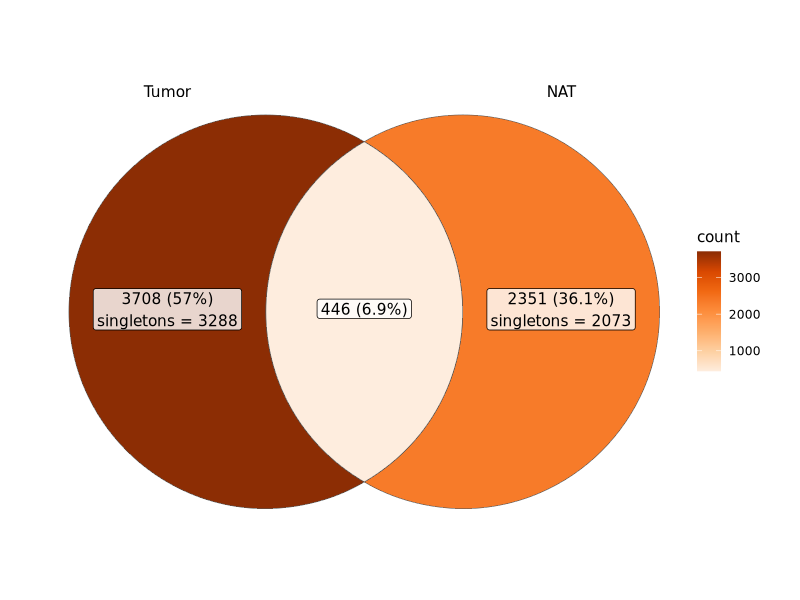 Tumor
NAT
count
3708 (57%)
singletons = 3288
446 (6.9%)
2351 (36.1%)
singletons = 2073
3000
2000
1000